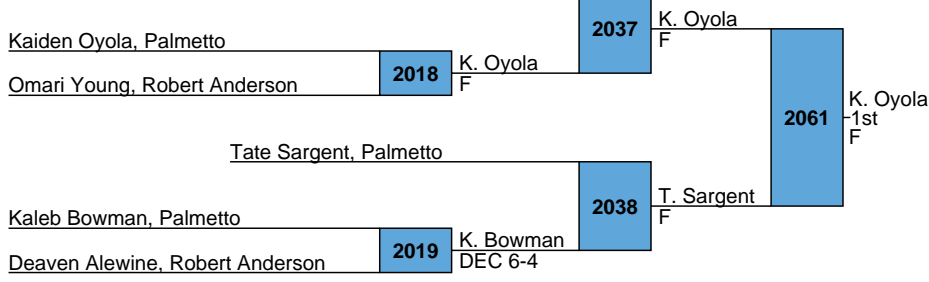 K. Oyola
2037
F
Kaiden Oyola, Palmetto
K. Oyola
2018
F
Omari Young, Robert Anderson
K. Oyola
2061
1st
F
Tate Sargent, Palmetto
T. Sargent
2038
F
Kaleb Bowman, Palmetto
K. Bowman
2019
DEC 6-4
Deaven Alewine, Robert Anderson